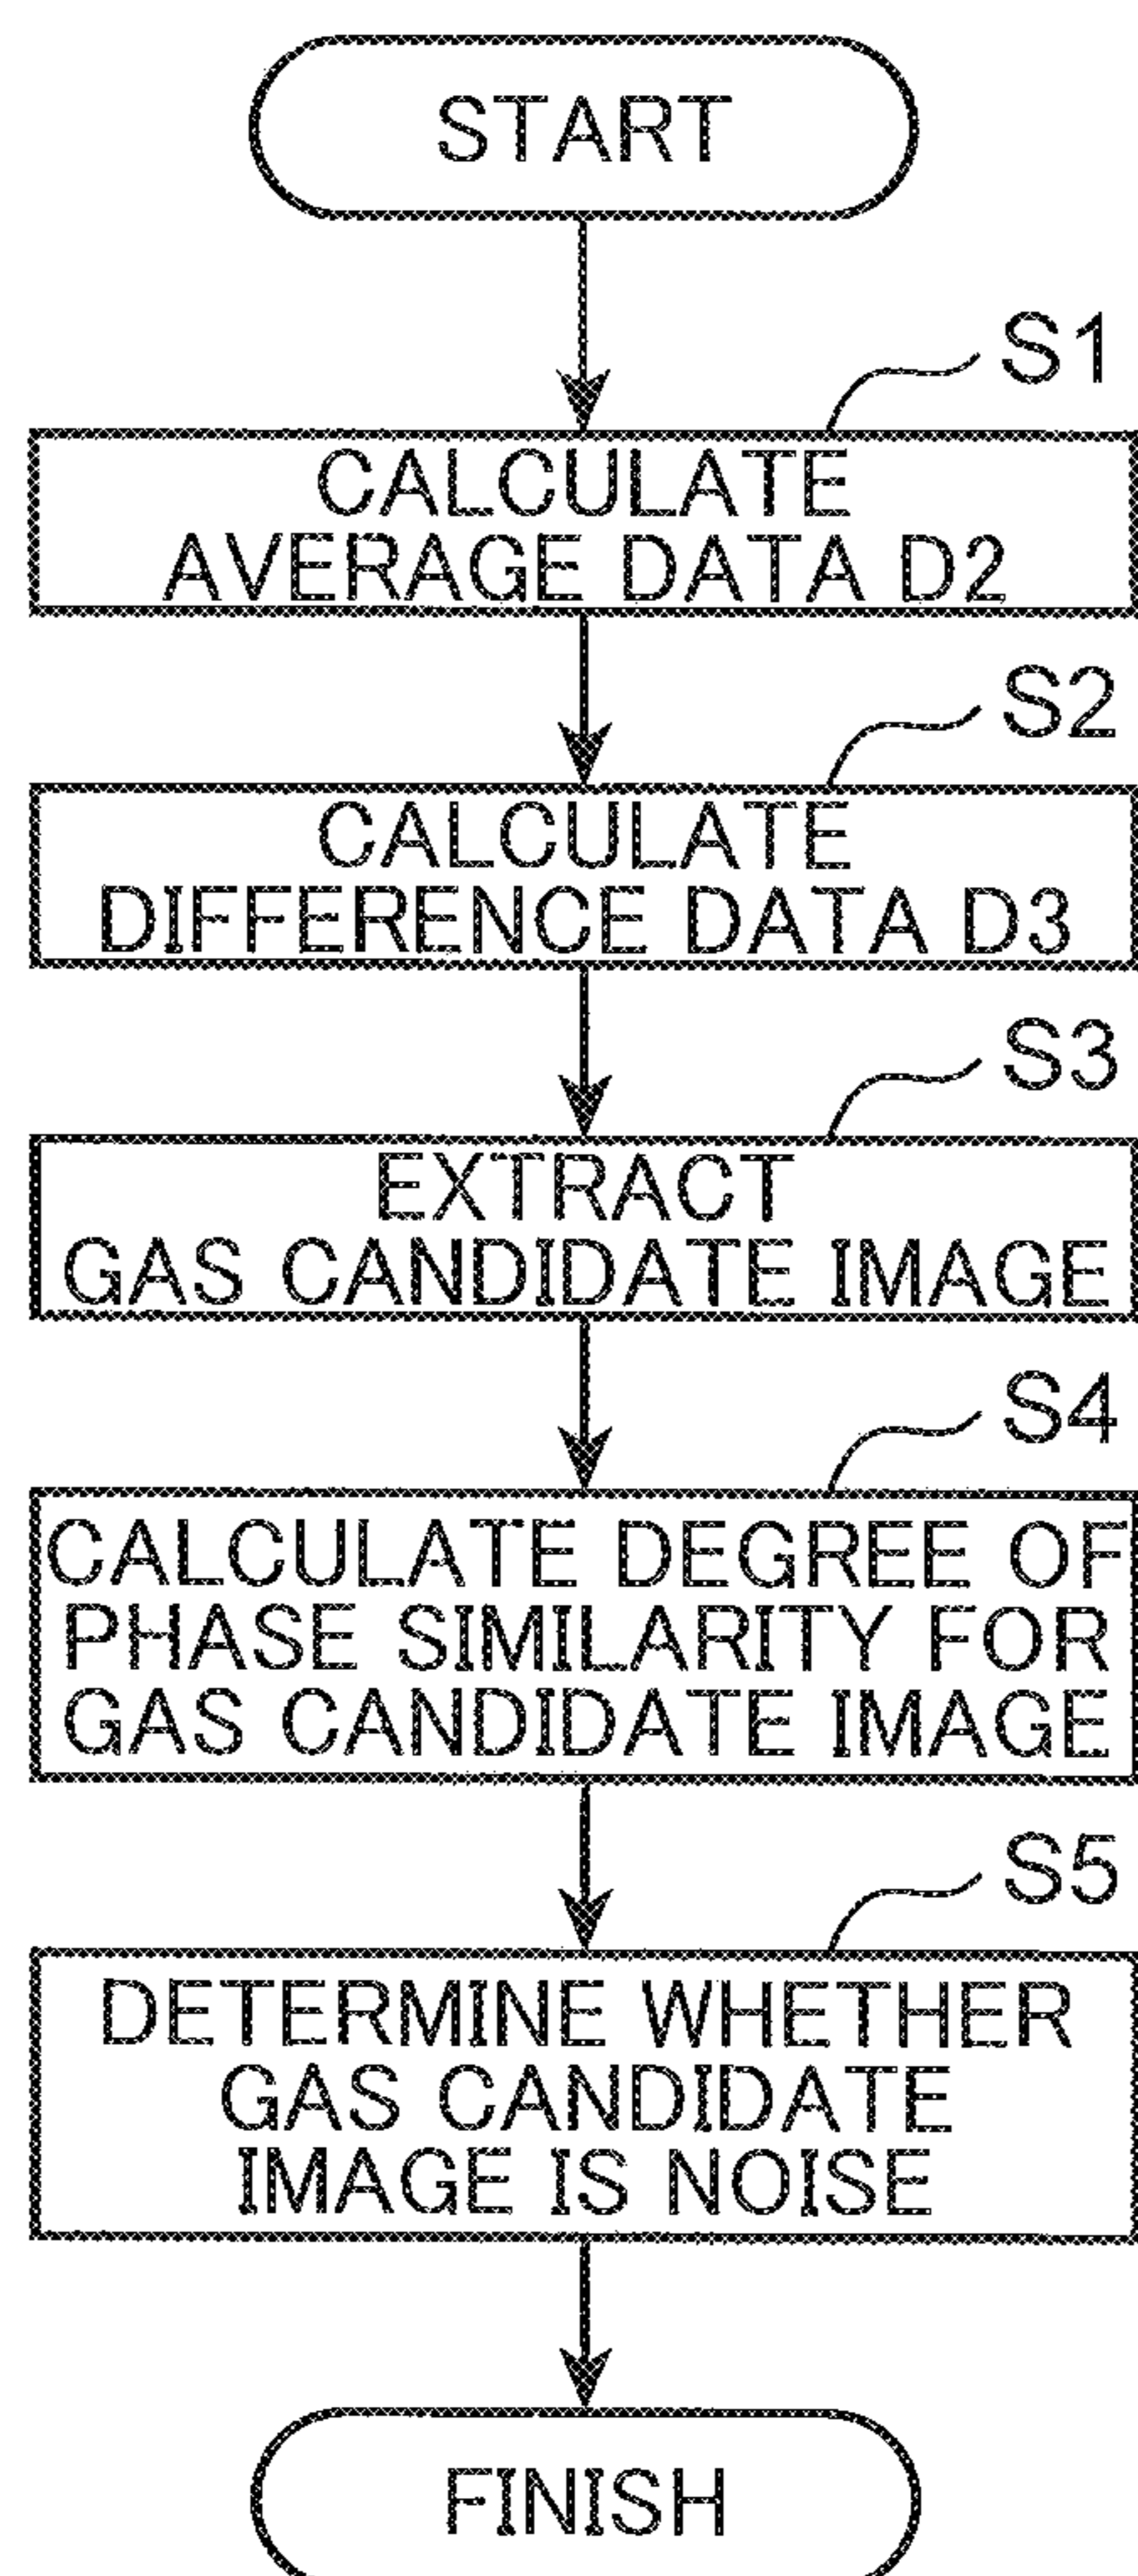 START
S1
CALCULATE
AVERAGE DATA D2
S2
CALCULATE
DIFFERENCE DATA D3
S3
EXTRACT
GAS CANDIDATE IMAGE
S4
CALCULATE DEGREE OF
PHASE SIMILARITY FOR
GAS CANDIDATE IMAGE
S5
DETERMINE WHETHER
GAS CANDIDATE
IMAGE IS NOISE
FINISH